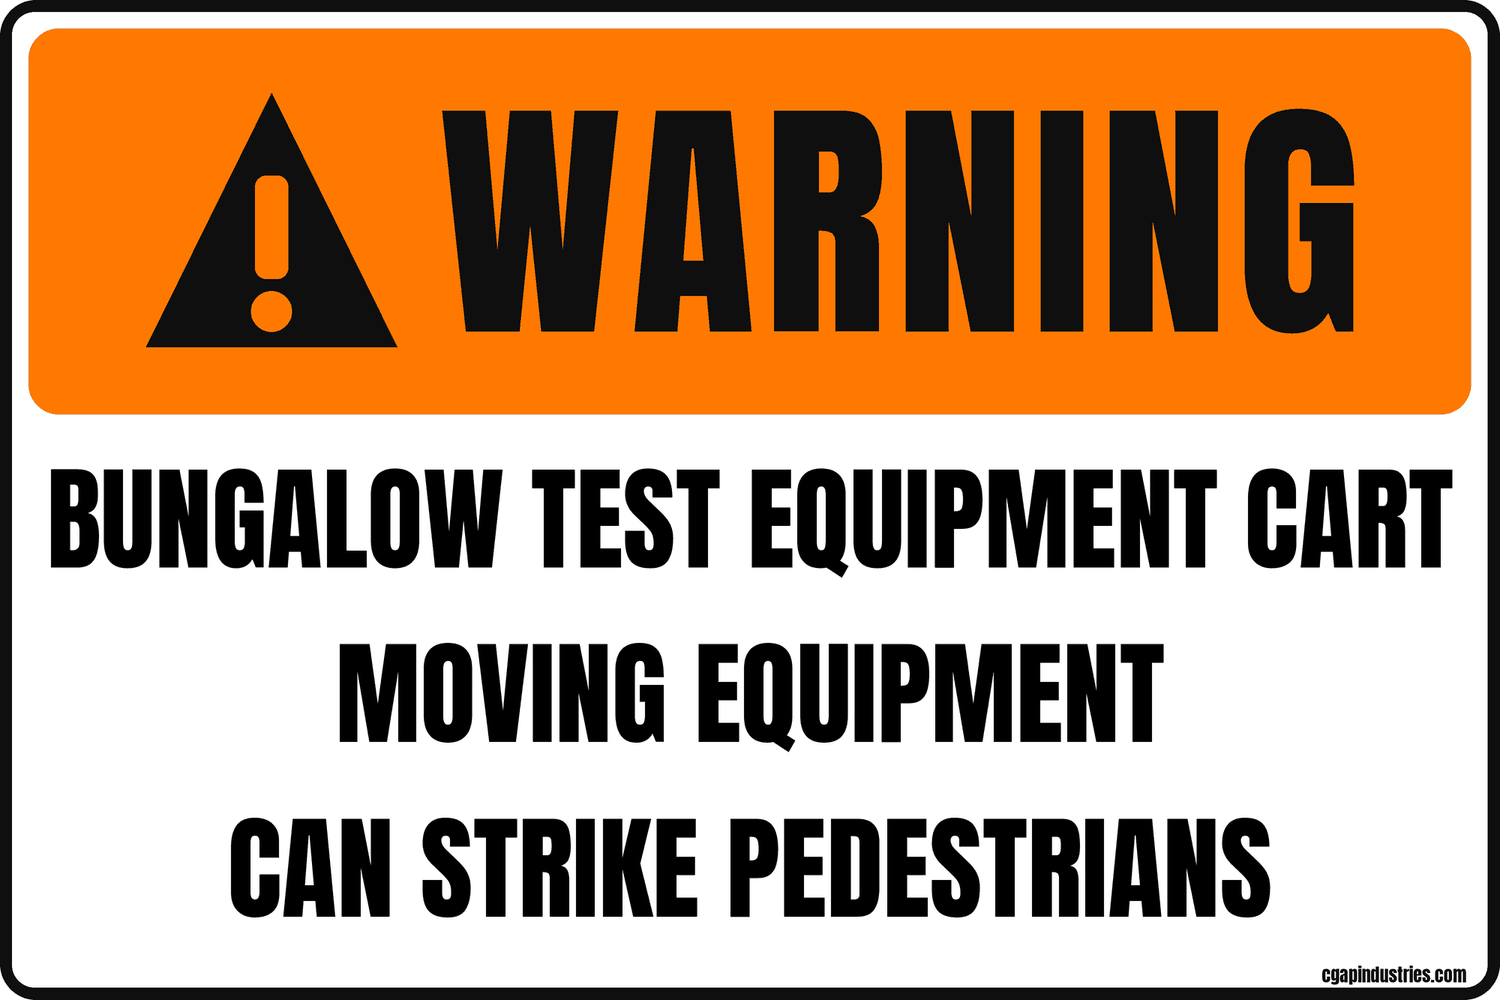 WARNING
BUNGALOW TEST EQUIPMENT CART
MOVING EQUIPMENT
CAN STRIKE PEDESTRIANS
cgapindustries.com